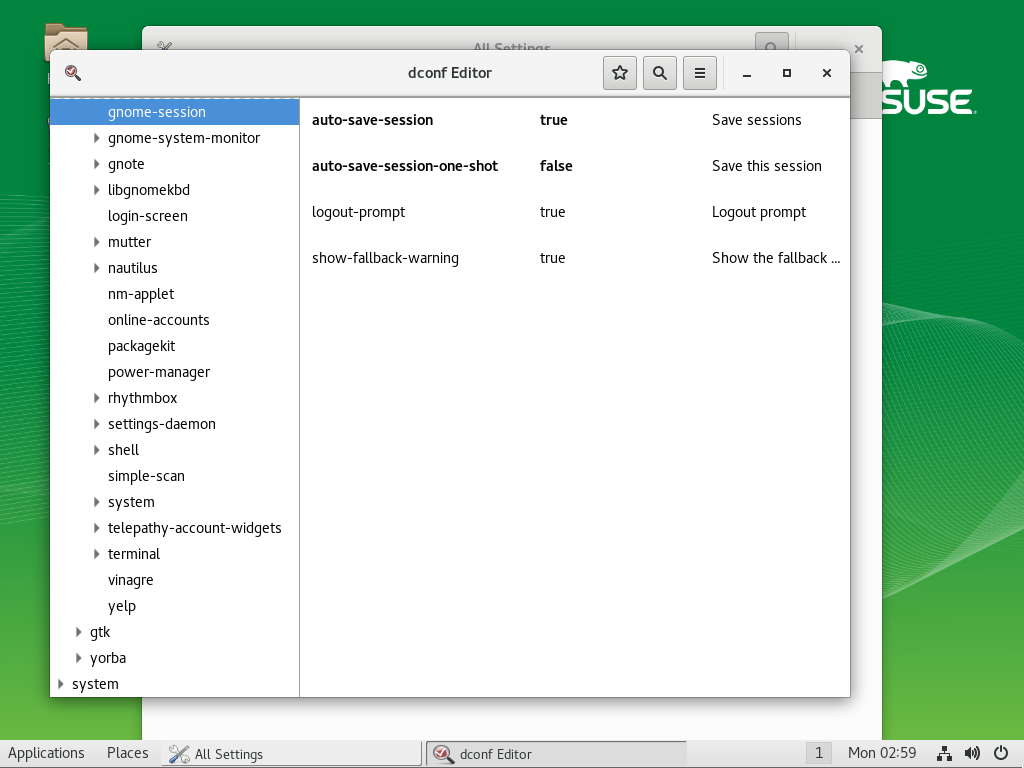 All Settings
dconf Editor
SUSE
gnome-session
gnome-system-monitor
gnote
libgnomekbd
login-screen
mutter
nautilus
nm-applet
online-accounts
packagekit
power-manager
rhythmbox
settings-daemon
shell
simple-scan
system
telepathy-account-widgets
terminal
vinagre
yelp
gtk
yorba
system
auto-save-session true Save sessions
auto-save-session-one-shot false Save this session
logout-prompt true Logout prompt
show-fallback-warning true Show the fallback ...
Applications Places All Settings dconf Editor 1 Mon 02:59